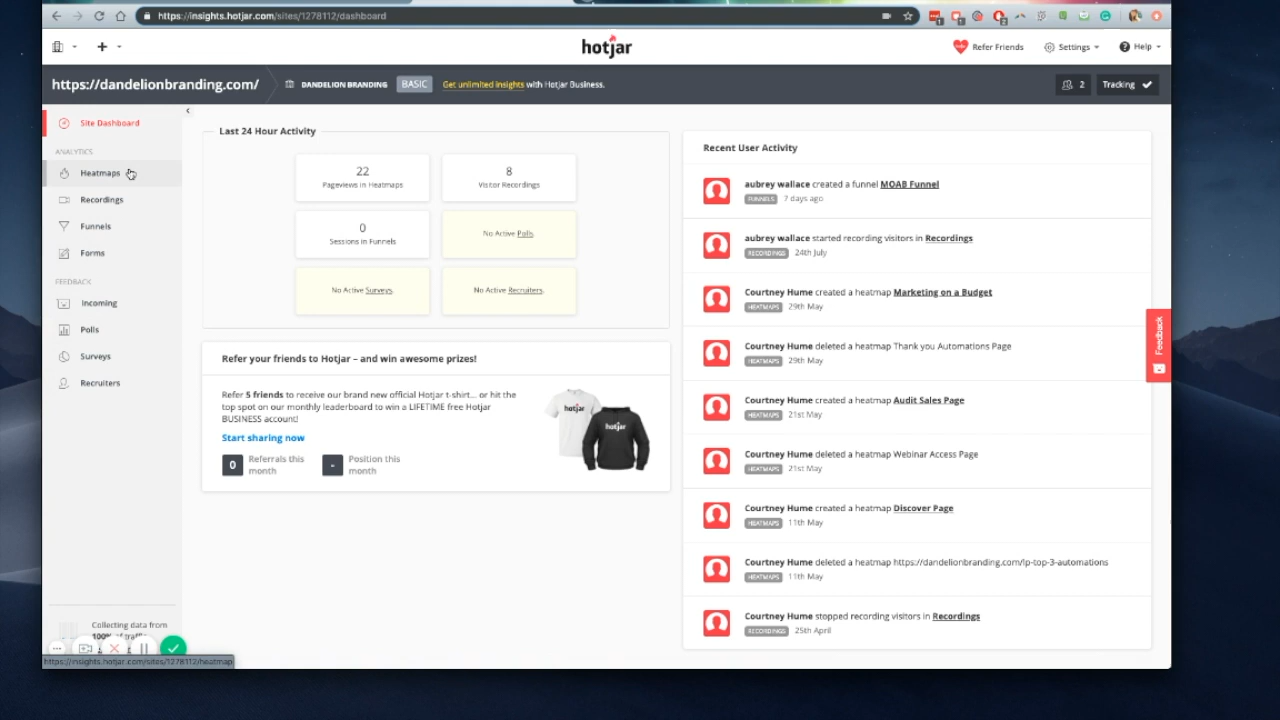 https://insights.hotjar.com/sites/1278112/dashboard
hotjar
Refer Friends
Settings
Help
https://dandelionbranding.com/
DANDELION BRANDING
BASIC
Get unlimited insights with Hotjar Business.
2
Tracking
Site Dashboard
ANALYTICS
Heatmaps
Recordings
Funnels
Forms
FEEDBACK
Incoming
Polls
Surveys
Recruiters
Collecting data from
100% of traffic
https://insights.hotjar.com/sites/1278112/heatmap
Last 24 Hour Activity
22
Pageviews in Heatmaps
8
Visitor Recordings
0
Sessions in Funnels
No Active Polls.
No Active Surveys.
No Active Recruiters.
Refer your friends to Hotjar – and win awesome prizes!
Refer 5 friends to receive our brand new official Hotjar t-shirt... or hit the
top spot on our monthly leaderboard to win a LIFETIME free Hotjar
BUSINESS account!
Start sharing now
0
Referrals this
month
-
Position this
month
hotjar
hotjar
Recent User Activity
aubrey wallace created a funnel MOAB Funnel
FUNNELS 7 days ago
aubrey wallace started recording visitors in Recordings
RECORDINGS 24th July
Courtney Hume created a heatmap Marketing on a Budget
HEATMAPS 29th May
Courtney Hume deleted a heatmap Thank you Automations Page
HEATMAPS 29th May
Courtney Hume created a heatmap Audit Sales Page
HEATMAPS 21st May
Courtney Hume deleted a heatmap Webinar Access Page
HEATMAPS 21st May
Courtney Hume created a heatmap Discover Page
HEATMAPS 11th May
Courtney Hume deleted a heatmap https://dandelionbranding.com/lp-top-3-automations
HEATMAPS 11th May
Courtney Hume stopped recording visitors in Recordings
RECORDINGS 25th April
Feedback